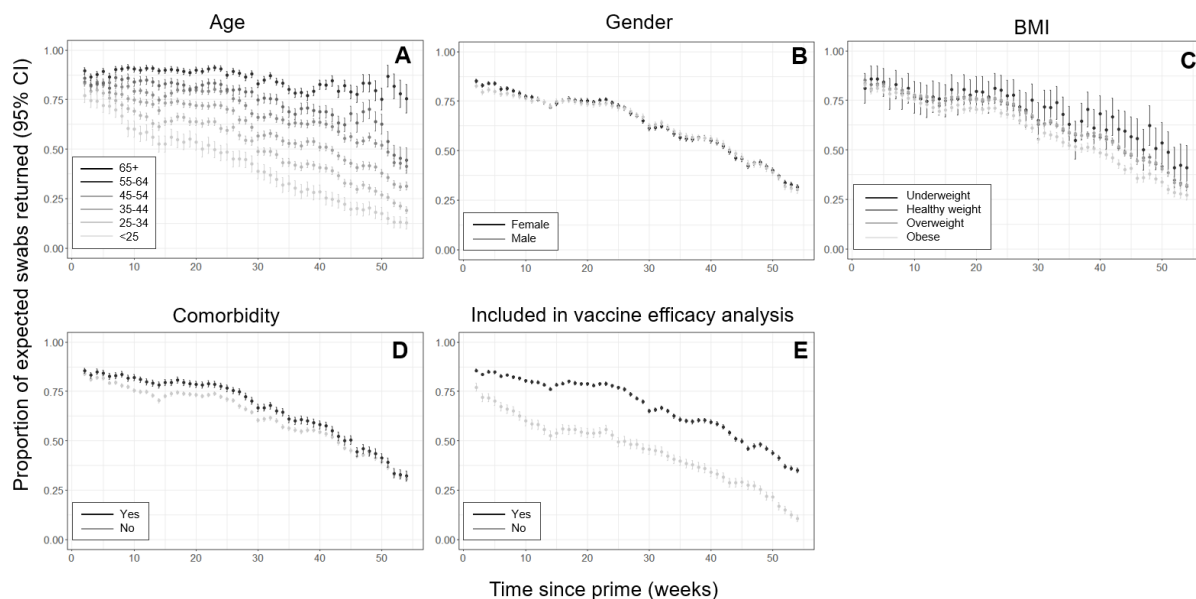 Proportion of expected swabs returned (95% CI)
Age
A
1.00
0.75
0.50
0.25
0.00
65+
55-64
45-54
35-44
25-34
<25
0 10 20 30 40 50
Gender
B
1.00
0.75
0.50
0.25
0.00
Female
Male
0 10 20 30 40 50
BMI
C
1.00
0.75
0.50
0.25
0.00
Underweight
Healthy weight
Overweight
Obese
0 10 20 30 40 50
Comorbidity
D
1.00
0.75
0.50
0.25
0.00
Yes
No
0 10 20 30 40 50
Included in vaccine efficacy analysis
E
1.00
0.75
0.50
0.25
0.00
Yes
No
0 10 20 30 40 50
Time since prime (weeks)